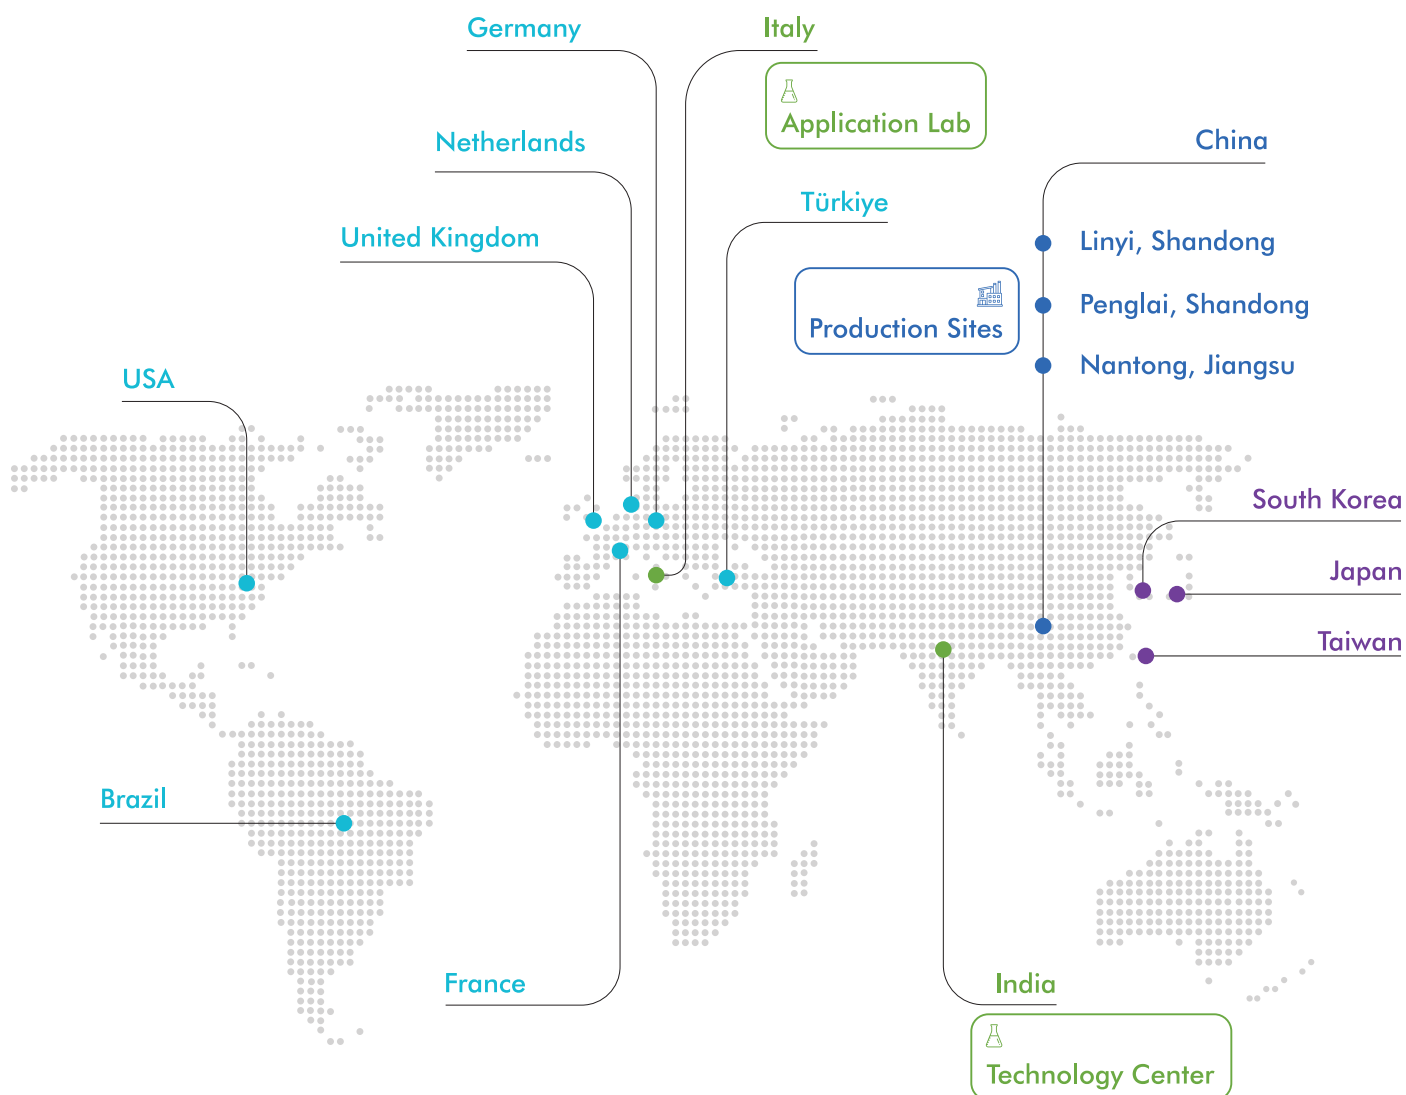 Germany
Italy
Application Lab
Netherlands
China
Türkiye
United Kingdom
Linyi, Shandong
Production Sites
Penglai, Shandong
Nantong, Jiangsu
USA
South Korea
Japan
Taiwan
Brazil
France
India
Technology Center